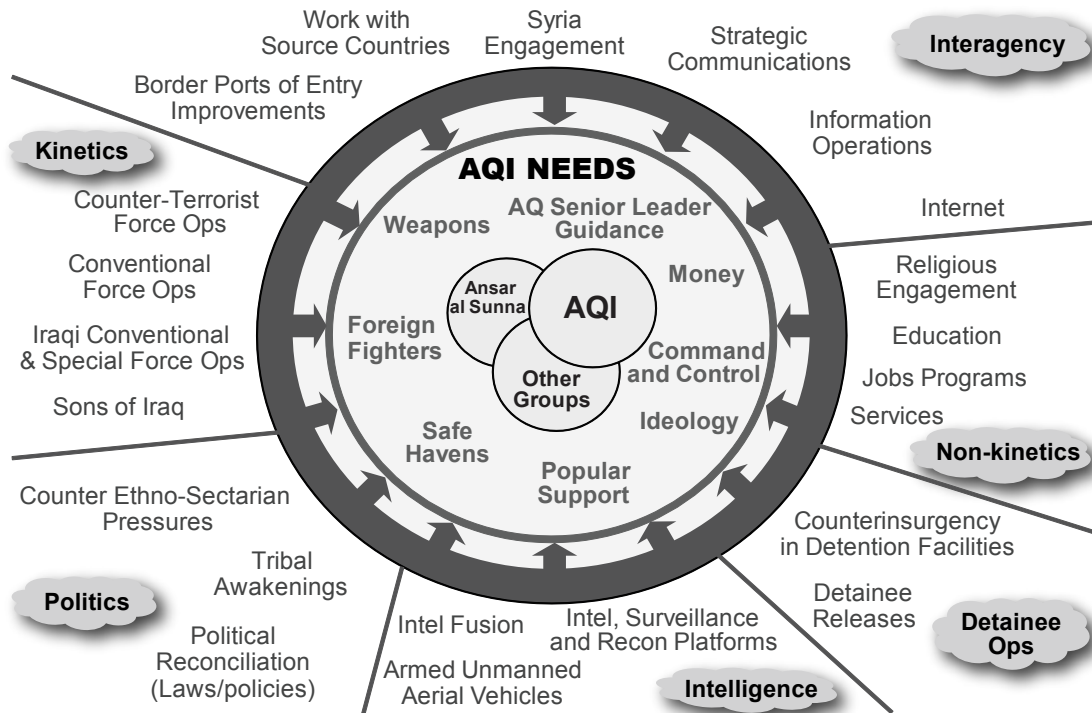 Work with
Source Countries
Syria
Engagement
Strategic
Communications
Interagency
Border Ports of Entry
Improvements
Information
Operations
Internet
Kinetics
Counter-Terrorist
Force Ops
Conventional
Force Ops
Iraqi Conventional
& Special Force Ops
Sons of Iraq
AQI NEEDS
Weapons
AQ Senior Leader
Guidance
Money
Ansar
al Sunna
AQI
Foreign
Fighters
Command
and Control
Other
Groups
Ideology
Safe
Havens
Popular
Support
Religious
Engagement
Education
Jobs Programs
Services
Non-kinetics
Counter Ethno-Sectarian
Pressures
Tribal
Awakenings
Politics
Political
Reconciliation
(Laws/policies)
Intel Fusion
Intel, Surveillance
and Recon Platforms
Armed Unmanned
Aerial Vehicles
Intelligence
Counterinsurgency
in Detention Facilities
Detainee
Releases
Detainee
Ops